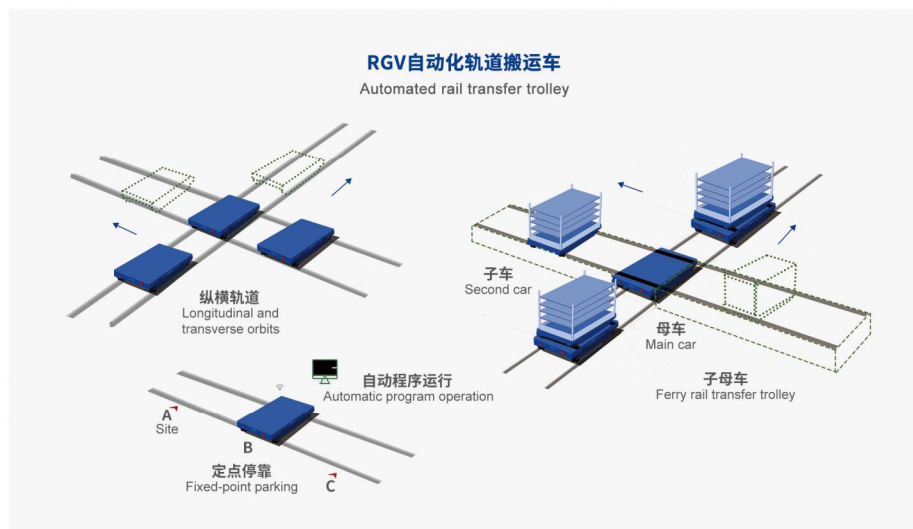 RGV自动化轨道搬运车
Automated rail transfer trolley
纵横轨道
Longitudinal and
transverse orbits
子车
Second car
母车
Main car
子母车
Ferry rail transfer trolley
自动程序运行
Automatic program operation
A
Site
B
定点停靠
Fixed-point parking
C